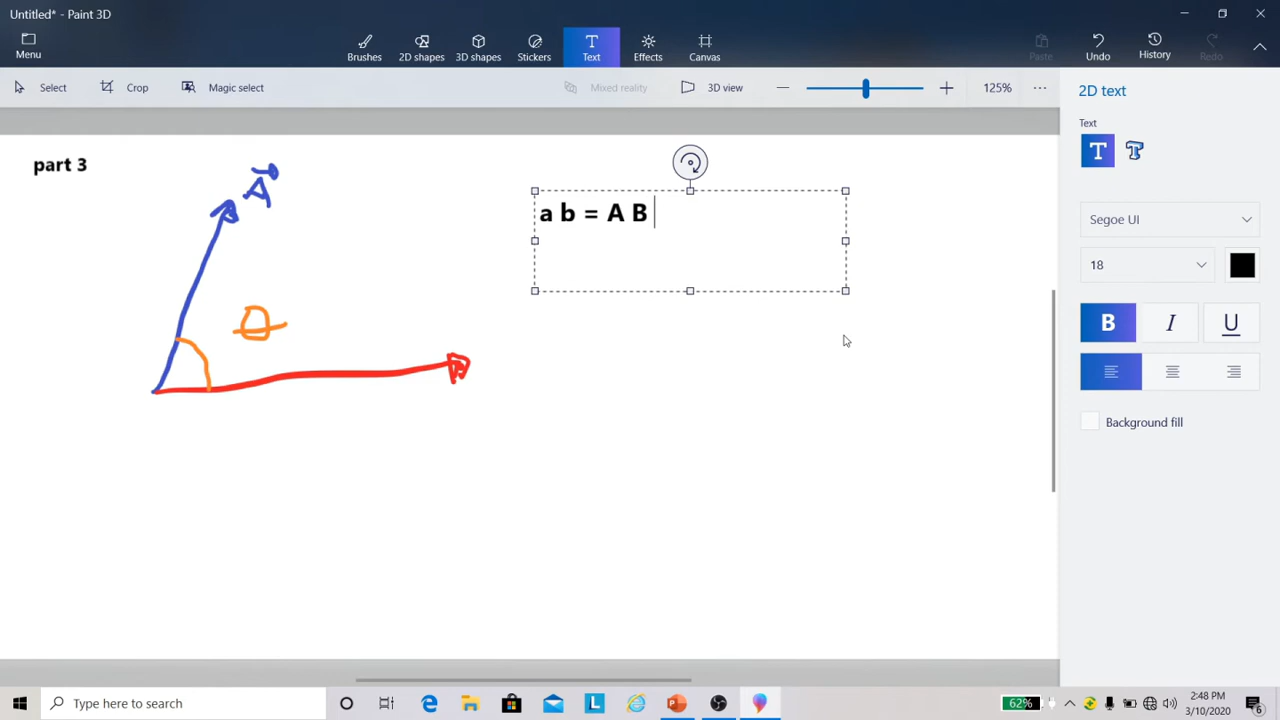 Untitled* - Paint 3D
Menu
Brushes
2D shapes
3D shapes
Stickers
Text
Effects
Canvas
Paste
Undo
History
Redo
Select
Crop
Magic select
Mixed reality
3D view
125%
2D text
Text
Segoe UI
18
B I U
Background fill
part 3
A
θ
a b = A B
Type here to search
62%
2:48 PM
3/10/2020
6